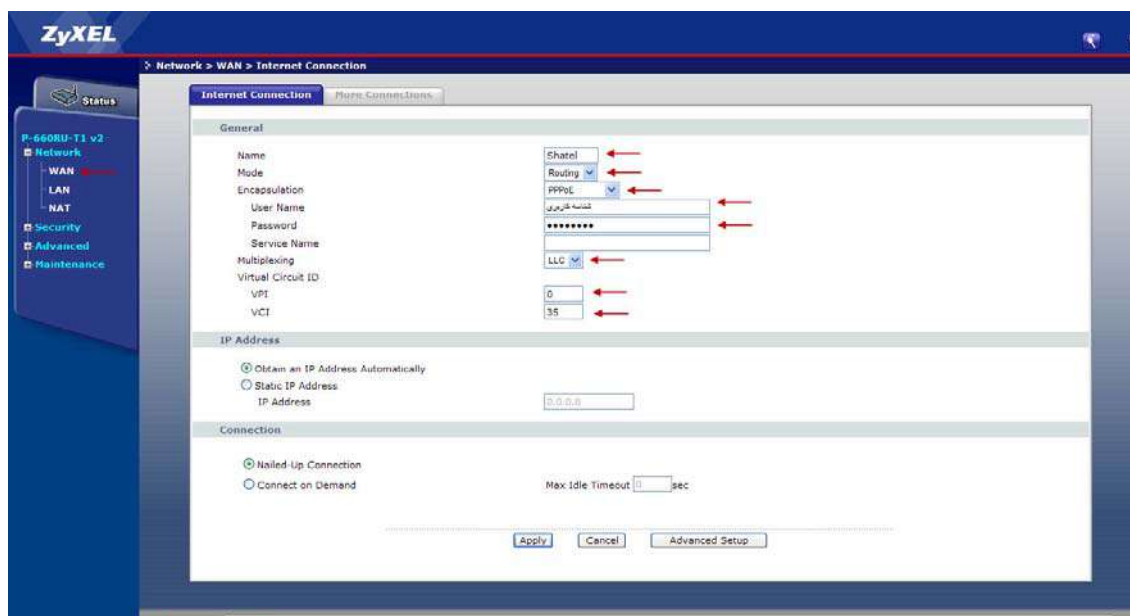 ZyXEL
Network > WAN > Internet Connection
Status
P-660RU-T1 v2
Network
WAN
LAN
NAT
Security
Advanced
Maintenance
Internet Connection More Connections
General
Name Shatel
Mode Routing
Encapsulation PPPoE
User Name شناسه کاربری
Password ●●●●●●●●
Service Name
Multiplexing LLC
Virtual Circuit ID
VPI 0
VCI 35
IP Address
Obtain an IP Address Automatically
Static IP Address
IP Address 0.0.0.0
Connection
Nailed-Up Connection
Connect on Demand Max Idle Timeout 0 sec
Apply Cancel Advanced Setup